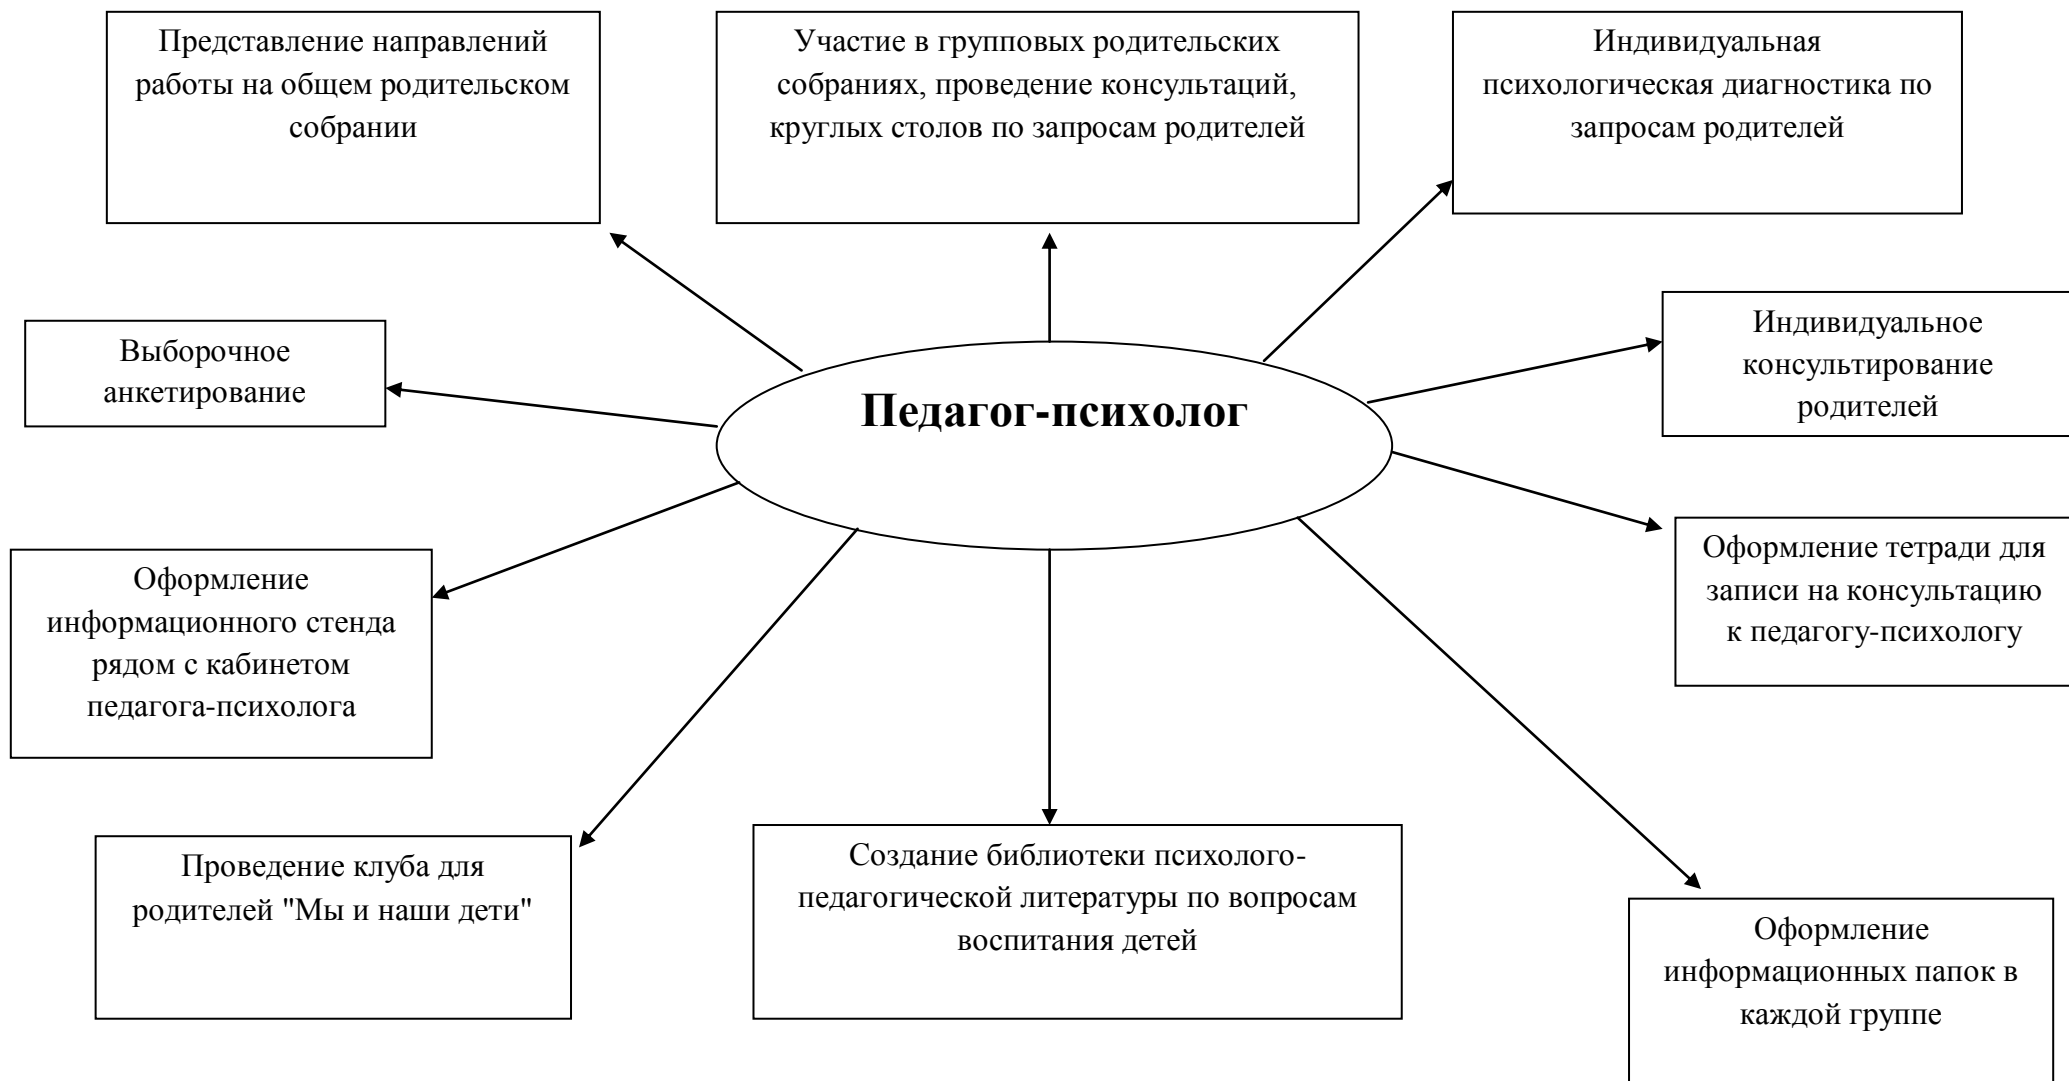 Представление направлений
работы на общем родительском
собрании
Участие в групповых родительских
собраниях, проведение консультаций,
круглых столов по запросам родителей
Индивидуальная
психологическая диагностика по
запросам родителей
Выборочное
анкетирование
Педагог-психолог
Индивидуальное
консультирование
родителей
Оформление
информационного стенда
рядом с кабинетом
педагога-психолога
Оформление тетради для
записи на консультацию
к педагогу-психологу
Проведение клуба для
родителей "Мы и наши дети"
Создание библиотеки психолого-
педагогической литературы по вопросам
воспитания детей
Оформление
информационных папок в
каждой группе